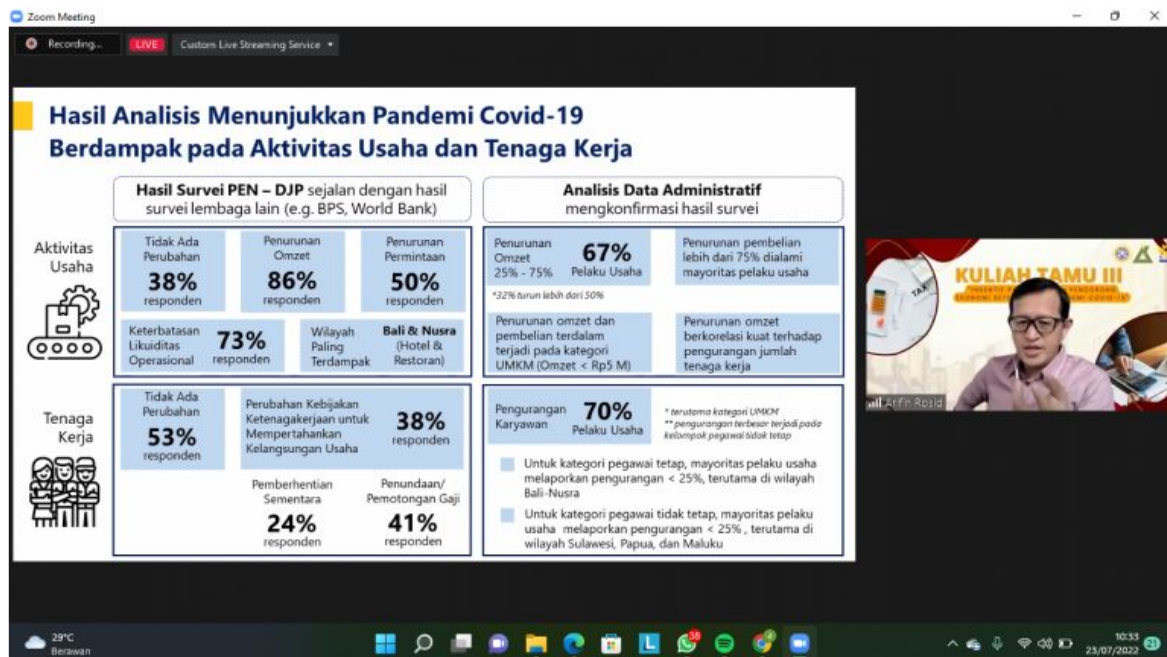 Zoom Meeting
Recording...
LIVE
Custom Live Streaming Service
Hasil Analisis Menunjukkan Pandemi Covid-19
Berdampak pada Aktivitas Usaha dan Tenaga Kerja
Hasil Survei PEN – DJP sejalan dengan hasil
survei lembaga lain (e.g. BPS, World Bank)
Analisis Data Administratif
mengkonfirmasi hasil survei
Aktivitas
Usaha
Tidak Ada
Perubahan
38%
responden
Penurunan
Omzet
86%
responden
Penurunan
Permintaan
50%
responden
Keterbatasan
Likuiditas
Operasional
73%
responden
Wilayah
Paling
Terdampak
Bali & Nusra
(Hotel &
Restoran)
Penurunan
Omzet
25% - 75%
67%
Pelaku Usaha
*32% turun lebih dari 50%
Penurunan pembelian
lebih dari 75% dialami
mayoritas pelaku usaha
Penurunan omzet dan
pembelian terdalam
terjadi pada kategori
UMKM (Omzet < Rp5 M)
Penurunan omzet
berkorelasi kuat terhadap
pengurangan jumlah
tenaga kerja
Tenaga
Kerja
Tidak Ada
Perubahan
53%
responden
Perubahan Kebijakan
Ketenagakerjaan untuk
Mempertahankan
Kelangsungan Usaha
38%
responden
Pemberhentian
Sementara
24%
responden
Penundaan/
Pemotongan Gaji
41%
responden
Pengurangan
Karyawan
70%
Pelaku Usaha
* terutama kategori UMKM
** pengurangan terbesar terjadi pada
kelompok pegawai tidak tetap
Untuk kategori pegawai tetap, mayoritas pelaku usaha
melaporkan pengurangan < 25%, terutama di wilayah
Bali-Nusra
Untuk kategori pegawai tidak tetap, mayoritas pelaku
usaha melaporkan pengurangan < 25% , terutama di
wilayah Sulawesi, Papua, dan Maluku
KULIAH TAMU III
TAX
Arifin Rosid
29°C
Berawan
38
10:33
23/07/2022
21